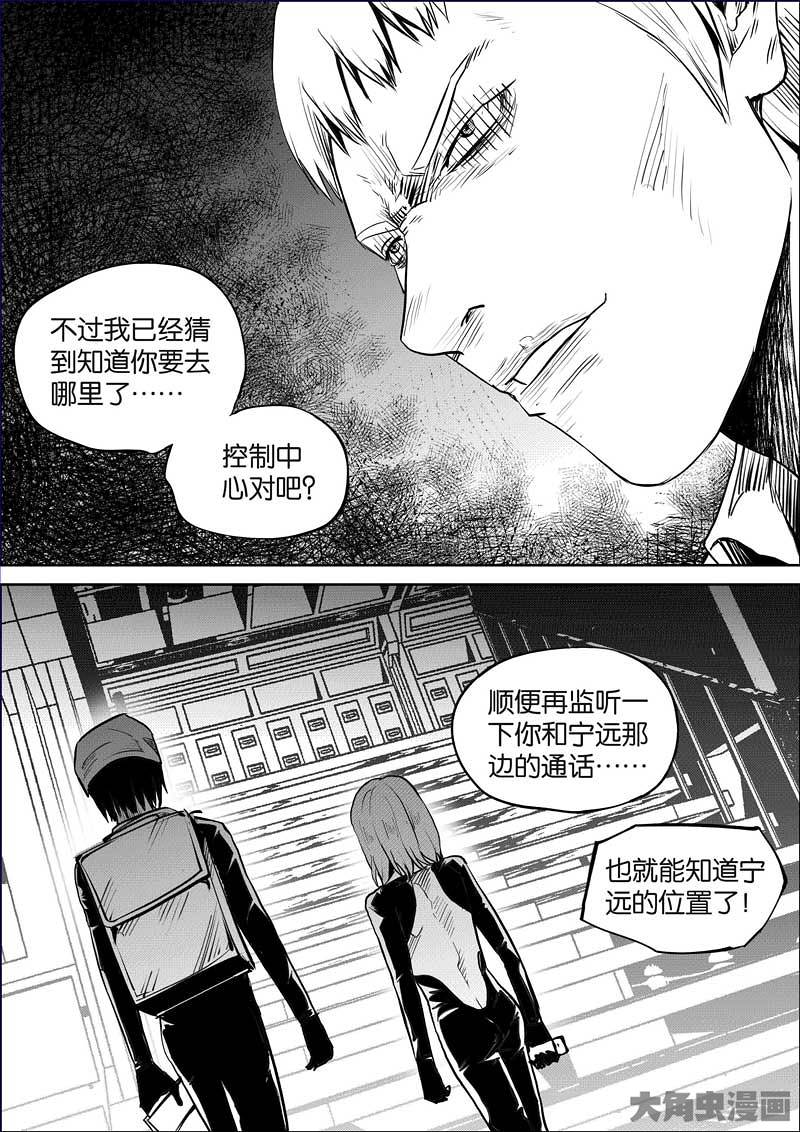 不过我已经猜
到知道你要去
哪里了……
控制中
心对吧？
顺便再监听一
下你和宁远那
边的通话……
也就能知道宁
远的位置了！
大角虫漫画